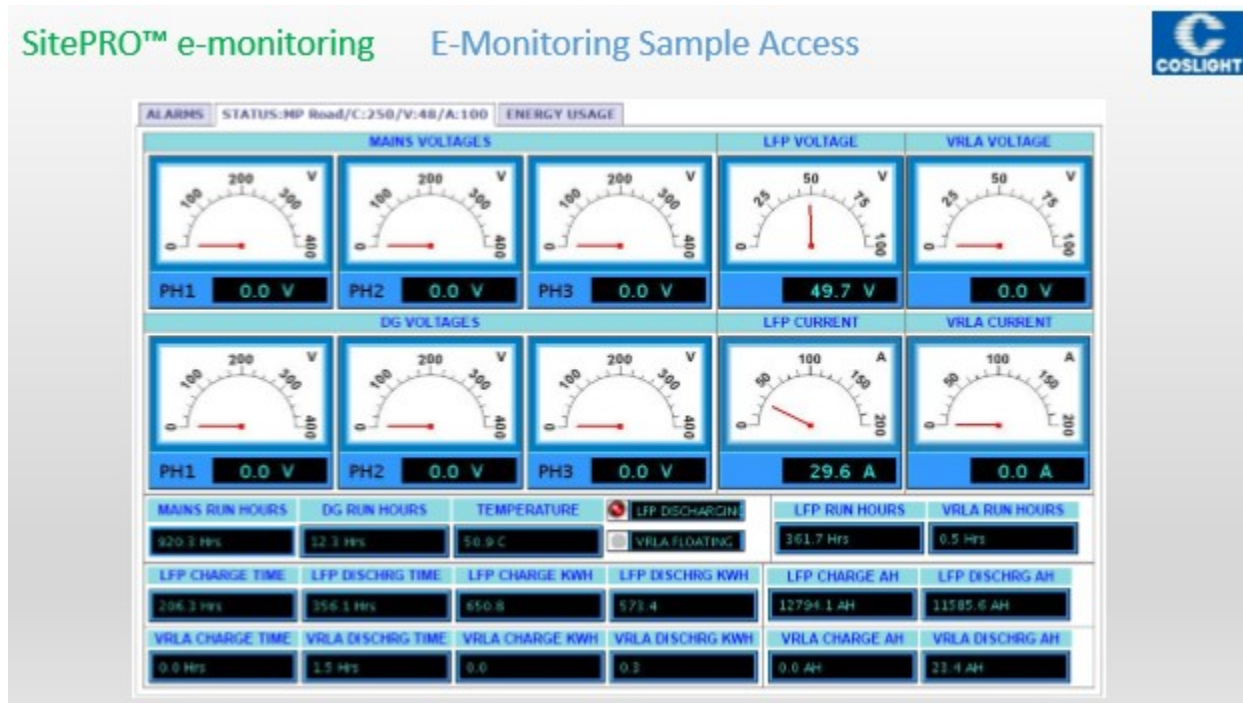 SitePRO™ e-monitoring E-Monitoring Sample Access
COSLIGHT
ALARMS STATUS:MP Road/C:250/V:48/A:100 ENERGY USAGE
MAINS VOLTAGES LFP VOLTAGE VRLA VOLTAGE
0 100 200 300 400 V 0 100 200 300 400 V 0 100 200 300 400 V 0 25 50 75 100 V 0 25 50 75 100 V
PH1 0.0 V PH2 0.0 V PH3 0.0 V 49.7 V 0.0 V
DG VOLTAGES LFP CURRENT VRLA CURRENT
0 100 200 300 400 V 0 100 200 300 400 V 0 100 200 300 400 V 0 50 100 150 200 A 0 50 100 150 200 A
PH1 0.0 V PH2 0.0 V PH3 0.0 V 29.6 A 0.0 A
MAINS RUN HOURS DG RUN HOURS TEMPERATURE LFP DISCHARGING LFP RUN HOURS VRLA RUN HOURS
920.3 Hrs 12.3 Hrs 50.9 C VRLA FLOATING 361.7 Hrs 0.5 Hrs
LFP CHARGE TIME LFP DISCHRG TIME LFP CHARGE KWH LFP DISCHRG KWH LFP CHARGE AH LFP DISCHRG AH
206.3 Hrs 356.1 Hrs 650.8 573.4 12794.1 AH 11585.6 AH
VRLA CHARGE TIME VRLA DISCHRG TIME VRLA CHARGE KWH VRLA DISCHRG KWH VRLA CHARGE AH VRLA DISCHRG AH
0.0 Hrs 1.5 Hrs 0.0 0.3 0.0 AH 23.4 AH